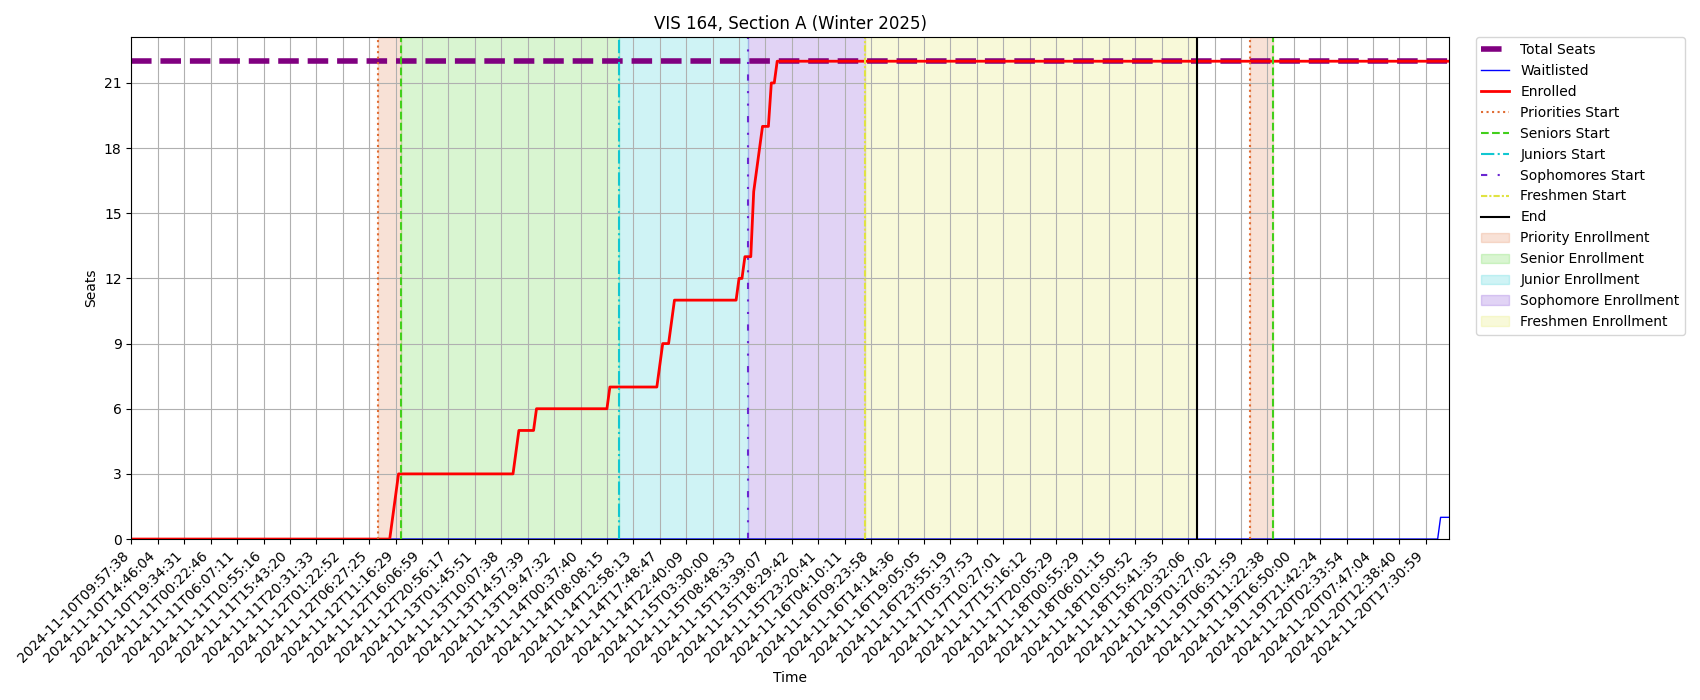 VIS 164, Section A (Winter 2025)
Seats
21
18
15
12
9
6
3
0
2024-11-10T09:57:38
2024-11-10T14:46:04
2024-11-10T19:34:31
2024-11-11T00:22:46
2024-11-11T06:07:11
2024-11-11T10:55:16
2024-11-11T15:43:20
2024-11-11T20:31:33
2024-11-12T01:22:52
2024-11-12T06:27:25
2024-11-12T11:16:29
2024-11-12T16:06:59
2024-11-12T20:56:17
2024-11-13T01:45:51
2024-11-13T10:07:38
2024-11-13T14:57:39
2024-11-13T19:47:32
2024-11-14T00:37:40
2024-11-14T08:08:15
2024-11-14T12:58:13
2024-11-14T17:48:47
2024-11-14T22:40:09
2024-11-15T03:30:00
2024-11-15T08:48:33
2024-11-15T13:39:07
2024-11-15T18:29:42
2024-11-15T23:20:41
2024-11-16T04:10:11
2024-11-16T09:23:58
2024-11-16T14:14:36
2024-11-16T19:05:05
2024-11-16T23:55:19
2024-11-17T05:37:53
2024-11-17T10:27:01
2024-11-17T15:16:12
2024-11-17T20:05:29
2024-11-18T00:55:29
2024-11-18T06:01:15
2024-11-18T10:50:52
2024-11-18T15:41:35
2024-11-18T20:32:06
2024-11-19T01:27:02
2024-11-19T06:31:59
2024-11-19T11:22:38
2024-11-19T16:50:00
2024-11-19T21:42:24
2024-11-20T02:33:54
2024-11-20T07:47:04
2024-11-20T12:38:40
2024-11-20T17:30:59
Time
Total Seats
Waitlisted
Enrolled
Priorities Start
Seniors Start
Juniors Start
Sophomores Start
Freshmen Start
End
Priority Enrollment
Senior Enrollment
Junior Enrollment
Sophomore Enrollment
Freshmen Enrollment